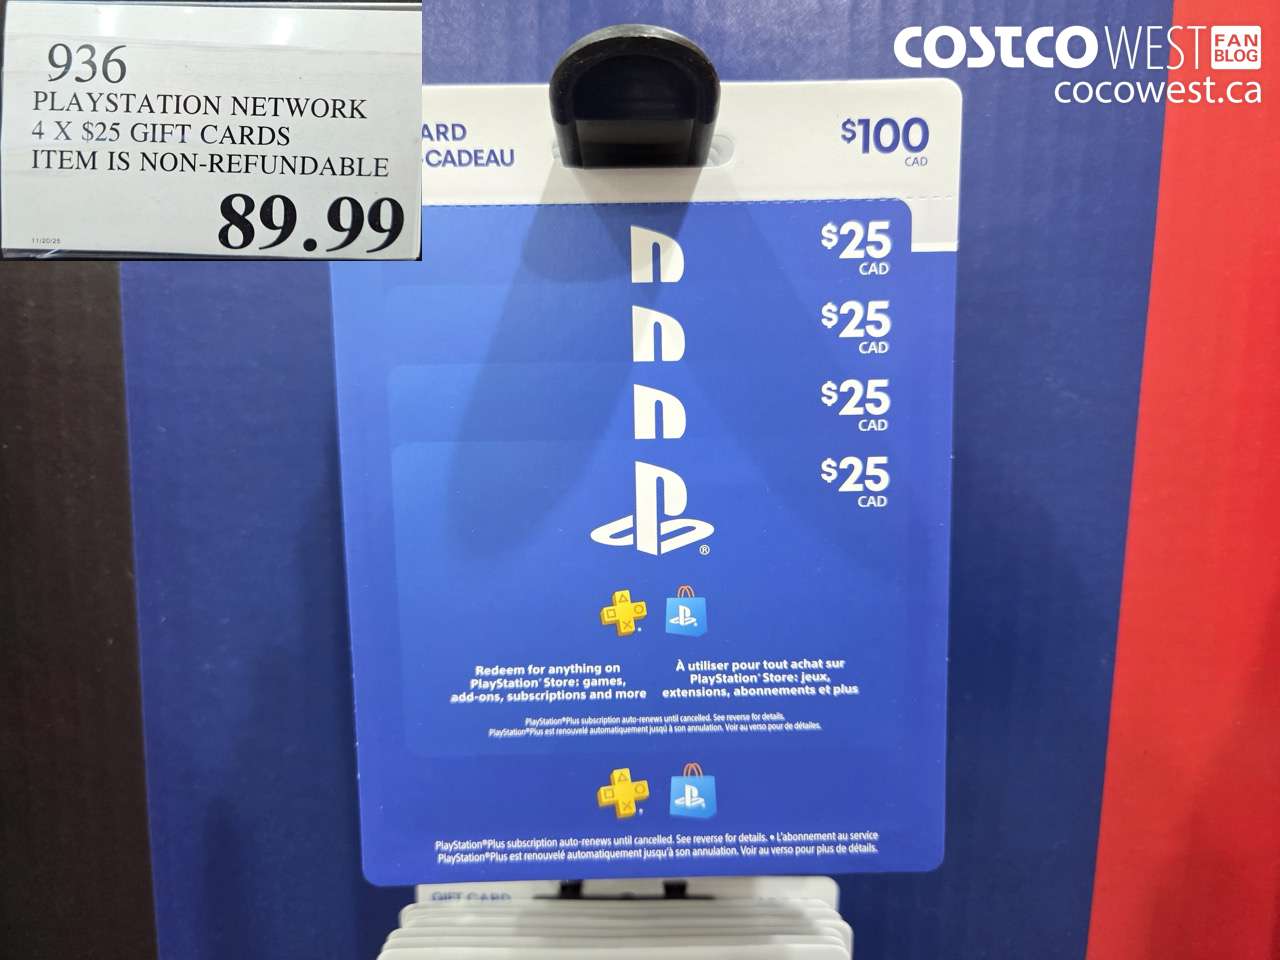 936
PLAYSTATION NETWORK
4 X $25 GIFT CARDS
ITEM IS NON-REFUNDABLE
89.99
11/20/25
COSTCO WEST FAN BLOG
cocowest.ca
ARD
-CADEAU
$100
CAD
$25
CAD
$25
CAD
$25
CAD
$25
CAD
®
Redeem for anything on
PlayStation®Store: games,
add-ons, subscriptions and more
À utiliser pour tout achat sur
PlayStation®Store: jeux,
extensions, abonnements et plus
PlayStation®Plus subscription auto-renews until cancelled. See reverse for details.
PlayStation®Plus est renouvelé automatiquement jusqu'à son annulation. Voir au verso pour de détailes.
PlayStation®Plus subscription auto-renews until cancelled. See reverse for details. • L'abonnement au service
PlayStation®Plus est renouvelé automatiquement jusqu'à son annulation. Voir au verso pour plus de détails.
GIFT CARD